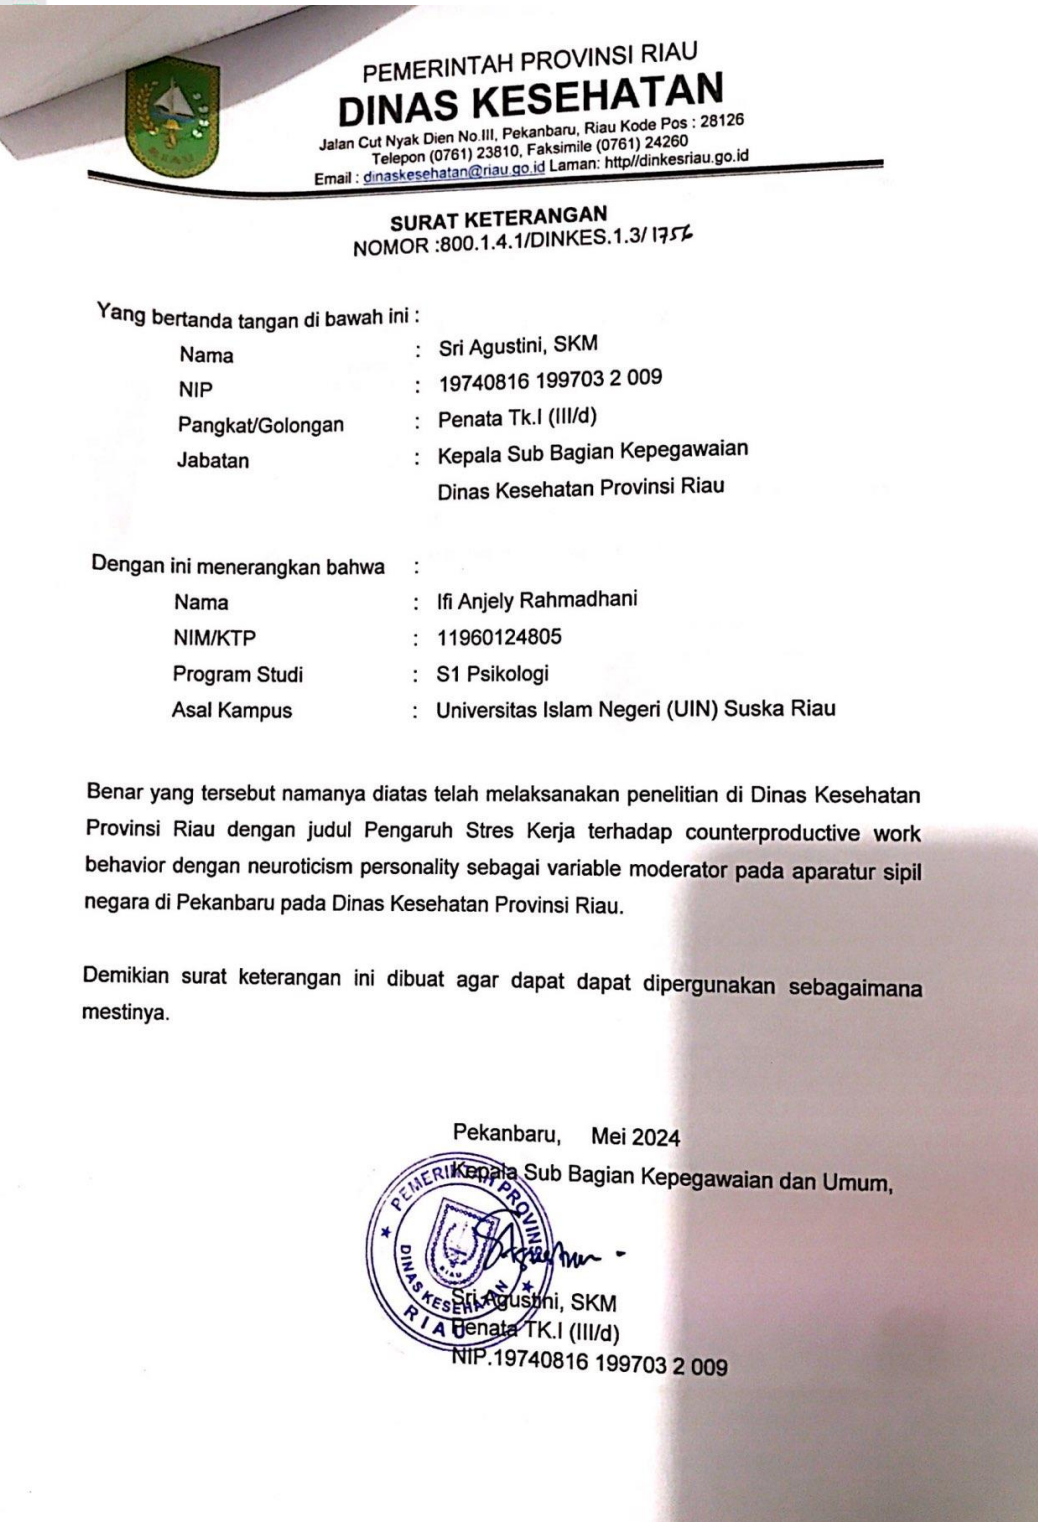 PEMERINTAH PROVINSI RIAU
DINAS KESEHATAN
Jalan Cut Nyak Dien No.III, Pekanbaru, Riau Kode Pos : 28126
Telepon (0761) 23810, Faksimile (0761) 24260
Email : dinaskesehatan@riau.go.id Laman: http//dinkesriau.go.id
RIAU
SURAT KETERANGAN
NOMOR :800.1.4.1/DINKES.1.3/ 1756
Yang bertanda tangan di bawah ini :
Nama : Sri Agustini, SKM
NIP : 19740816 199703 2 009
Pangkat/Golongan : Penata Tk.I (III/d)
Jabatan : Kepala Sub Bagian Kepegawaian
Dinas Kesehatan Provinsi Riau
Dengan ini menerangkan bahwa :
Nama : Ifi Anjely Rahmadhani
NIM/KTP : 11960124805
Program Studi : S1 Psikologi
Asal Kampus : Universitas Islam Negeri (UIN) Suska Riau
Benar yang tersebut namanya diatas telah melaksanakan penelitian di Dinas Kesehatan
Provinsi Riau dengan judul Pengaruh Stres Kerja terhadap counterproductive work
behavior dengan neuroticism personality sebagai variable moderator pada aparatur sipil
negara di Pekanbaru pada Dinas Kesehatan Provinsi Riau.
Demikian surat keterangan ini dibuat agar dapat dapat dipergunakan sebagaimana
mestinya.
Pekanbaru, Mei 2024
Kepala Sub Bagian Kepegawaian dan Umum,
PEMERINTAH PROVINSI
DINAS KESEHATAN
RIAU
RIAU
Sri Agustini, SKM
Penata TK.I (III/d)
NIP.19740816 199703 2 009